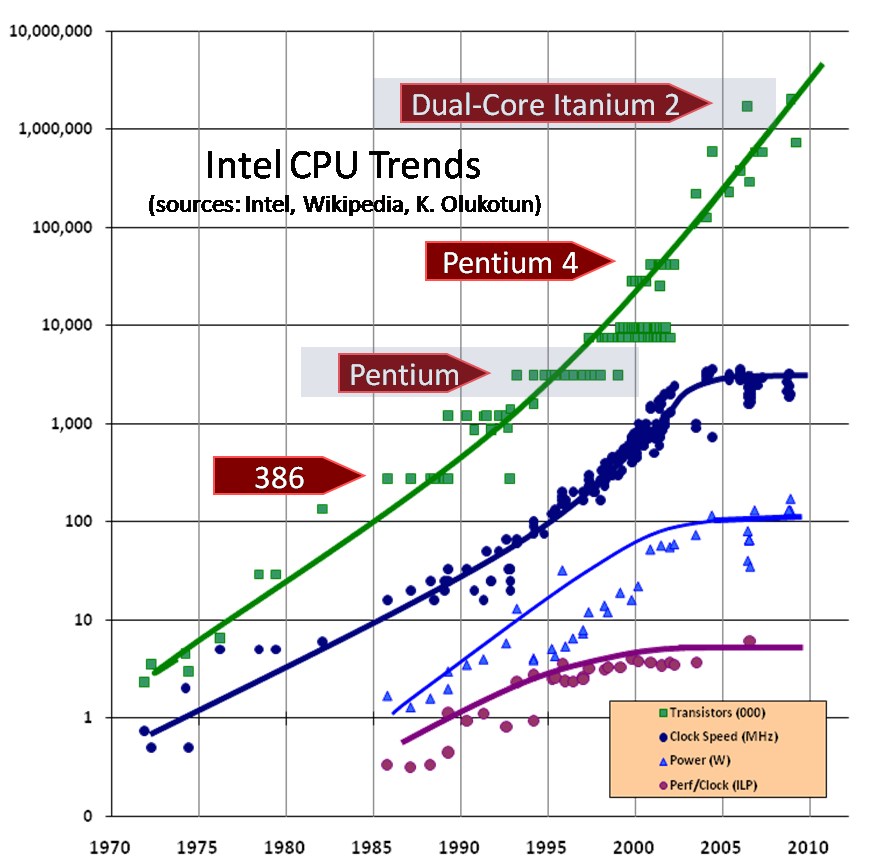 10,000,000
1,000,000
100,000
10,000
1,000
100
10
1
0
Dual-Core Itanium 2
Intel CPU Trends
(sources: Intel, Wikipedia, K. Olukotun)
Pentium 4
Pentium
386
Transistors (000)
Clock Speed (MHz)
Power (W)
Perf/Clock (ILP)
1970 1975 1980 1985 1990 1995 2000 2005 2010